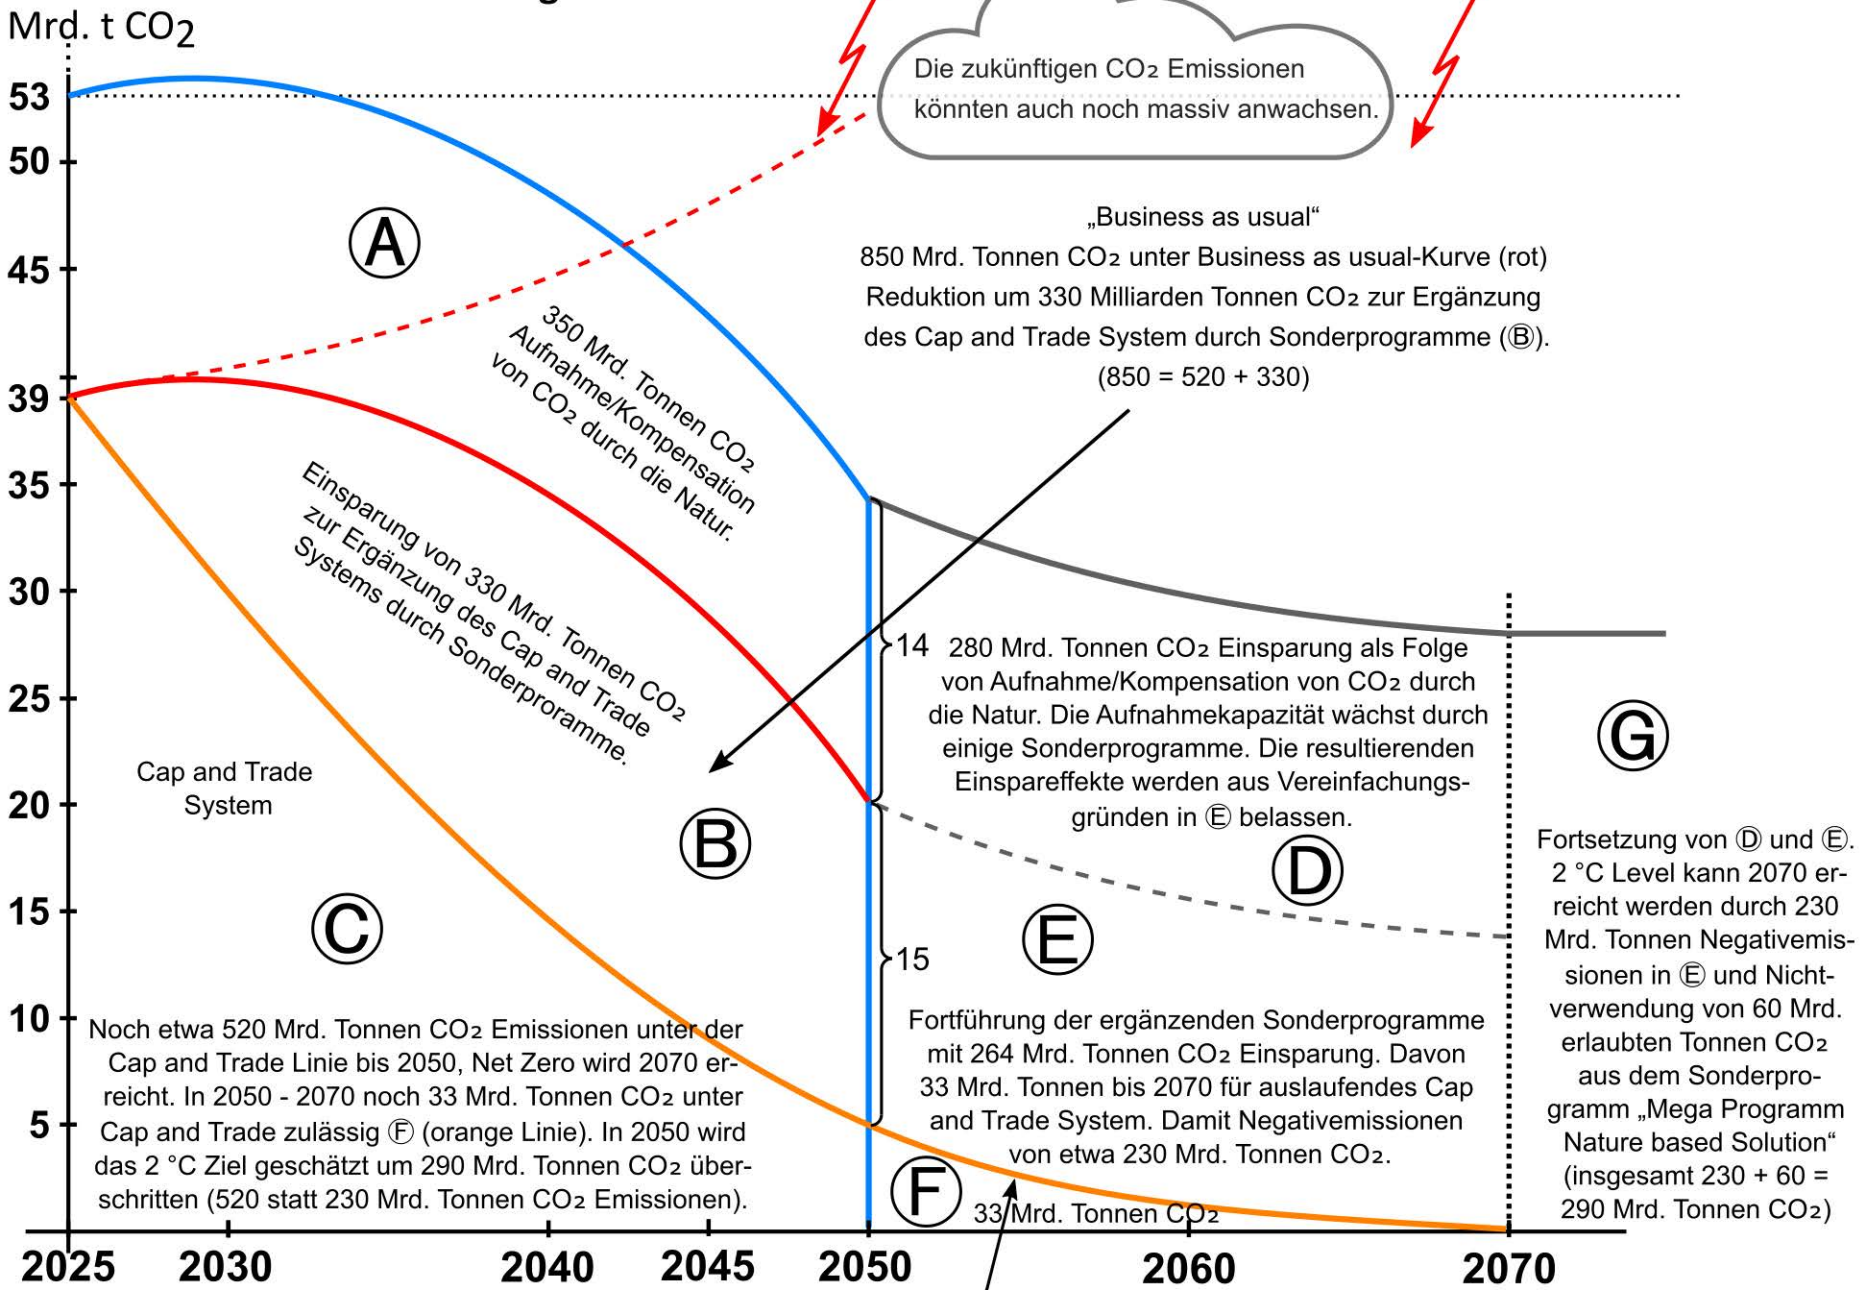 Mrd. t CO₂
53
50
45
39
35
30
25
20
15
10
5
Die zukünftigen CO₂ Emissionen
könnten auch noch massiv anwachsen.
„Business as usual“
850 Mrd. Tonnen CO₂ unter Business as usual-Kurve (rot)
Reduktion um 330 Milliarden Tonnen CO₂ zur Ergänzung
des Cap and Trade System durch Sonderprogramme (Ⓑ).
(850 = 520 + 330)
Ⓐ
350 Mrd. Tonnen CO₂
Aufnahme/Kompensation
von CO₂ durch die Natur.
Einsparung von 330 Mrd. Tonnen CO₂
zur Ergänzung des Cap and Trade
Systems durch Sonderproramme.
Cap and Trade
System
Ⓑ
Ⓒ
Noch etwa 520 Mrd. Tonnen CO₂ Emissionen unter der
Cap and Trade Linie bis 2050, Net Zero wird 2070 er-
reicht. In 2050 - 2070 noch 33 Mrd. Tonnen CO₂ unter
Cap and Trade zulässig Ⓕ (orange Linie). In 2050 wird
das 2 °C Ziel geschätzt um 290 Mrd. Tonnen CO₂ über-
schritten (520 statt 230 Mrd. Tonnen CO₂ Emissionen).
14
280 Mrd. Tonnen CO₂ Einsparung als Folge
von Aufnahme/Kompensation von CO₂ durch
die Natur. Die Aufnahmekapazität wächst durch
einige Sonderprogramme. Die resultierenden
Einspareffekte werden aus Vereinfachungs-
gründen in Ⓔ belassen.
Ⓓ
Ⓔ
15
Fortführung der ergänzenden Sonderprogramme
mit 264 Mrd. Tonnen CO₂ Einsparung. Davon
33 Mrd. Tonnen bis 2070 für auslaufendes Cap
and Trade System. Damit Negativemissionen
von etwa 230 Mrd. Tonnen CO₂.
Ⓕ
33 Mrd. Tonnen CO₂
Ⓖ
Fortsetzung von Ⓓ und Ⓔ.
2 °C Level kann 2070 er-
reicht werden durch 230
Mrd. Tonnen Negativemis-
sionen in Ⓔ und Nicht-
verwendung von 60 Mrd.
erlaubten Tonnen CO₂
aus dem Sonderpro-
gramm „Mega Programm
Nature based Solution“
(insgesamt 230 + 60 =
290 Mrd. Tonnen CO₂)
2025 2030 2040 2045 2050 2060 2070